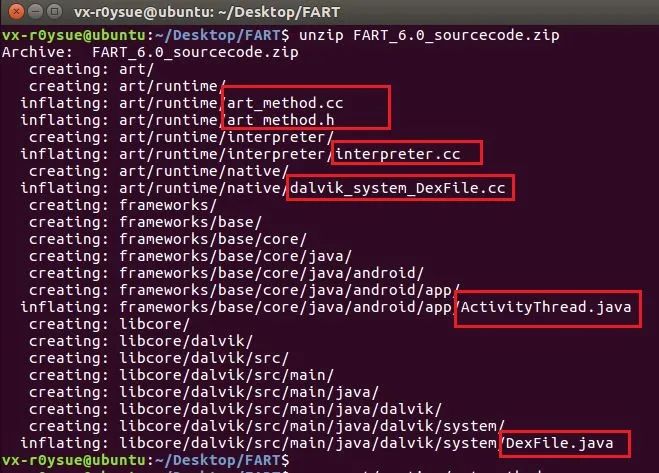 vx-r0ysue@ubuntu: ~/Desktop/FART
vx-r0ysue@ubuntu:~/Desktop/FART$ unzip FART_6.0_sourcecode.zip
Archive:  FART_6.0_sourcecode.zip
   creating: art/
   creating: art/runtime/
  inflating: art/runtime/art_method.cc
  inflating: art/runtime/art_method.h
   creating: art/runtime/interpreter/
  inflating: art/runtime/interpreter/interpreter.cc
   creating: art/runtime/native/
  inflating: art/runtime/native/dalvik_system_DexFile.cc
   creating: frameworks/
   creating: frameworks/base/
   creating: frameworks/base/core/
   creating: frameworks/base/core/java/
   creating: frameworks/base/core/java/android/
   creating: frameworks/base/core/java/android/app/
  inflating: frameworks/base/core/java/android/app/ActivityThread.java
   creating: libcore/
   creating: libcore/dalvik/
   creating: libcore/dalvik/src/
   creating: libcore/dalvik/src/main/
   creating: libcore/dalvik/src/main/java/
   creating: libcore/dalvik/src/main/java/dalvik/
   creating: libcore/dalvik/src/main/java/dalvik/system/
  inflating: libcore/dalvik/src/main/java/dalvik/system/DexFile.java
vx-r0ysue@ubuntu:~/Desktop/FART$